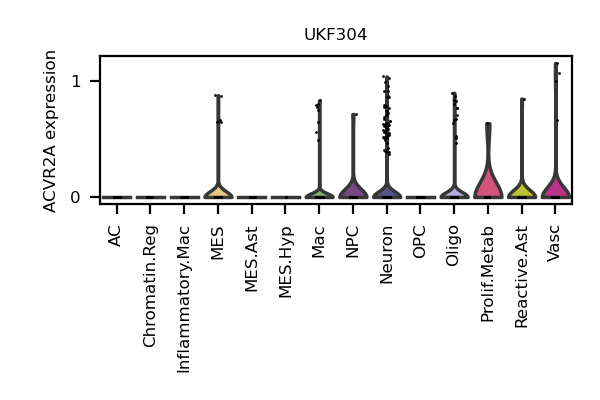 UKF304
ACVR2A expression
1
0
AC
Chromatin.Reg
Inflammatory.Mac
MES
MES.Ast
MES.Hyp
Mac
NPC
Neuron
OPC
Oligo
Prolif.Metab
Reactive.Ast
Vasc